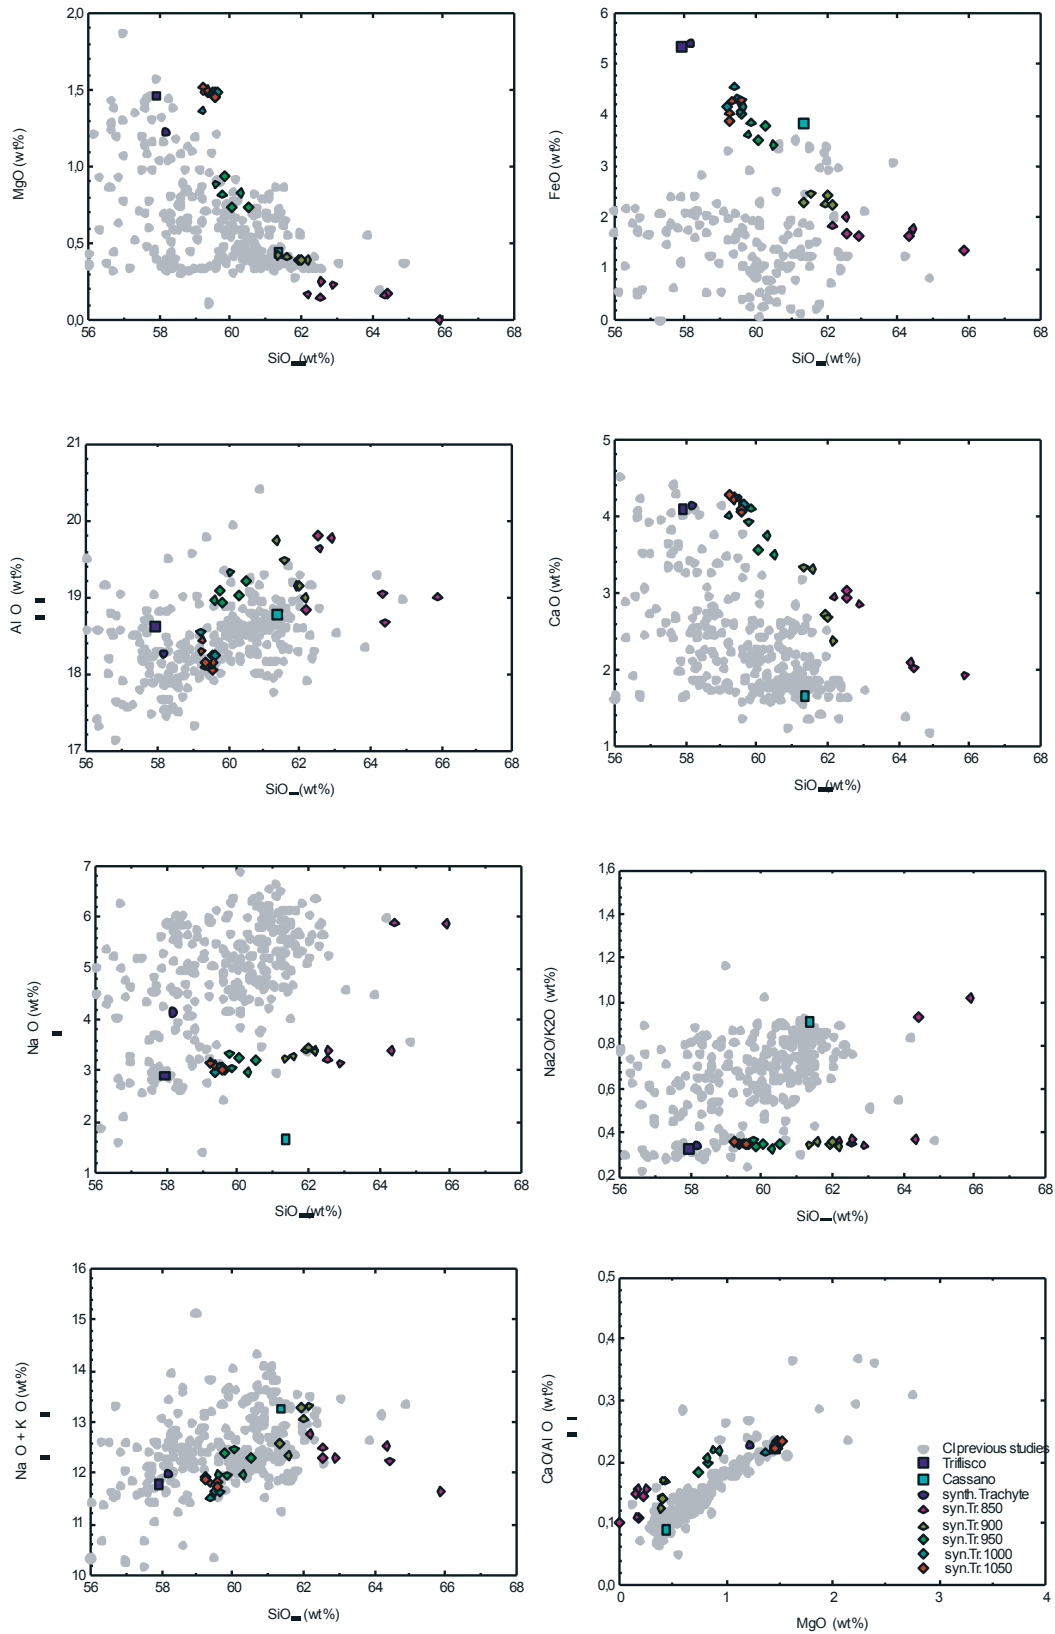 2,0
1,5
1,0
0,5
0,0
MgO (wt%)
56 58 60 62 64 66 68
SiO (wt%)
6
5
4
3
2
1
0
FeO (wt%)
56 58 60 62 64 66 68
SiO (wt%)
21
20
19
18
17
Al O (wt%)
56 58 60 62 64 66 68
SiO (wt%)
5
4
3
2
1
CaO (wt%)
56 58 60 62 64 66 68
SiO (wt%)
7
6
5
4
3
2
1
Na O (wt%)
56 58 60 62 64 66 68
SiO (wt%)
1,6
1,4
1,2
1,0
0,8
0,6
0,4
0,2
Na2O/K2O (wt%)
56 58 60 62 64 66 68
SiO (wt%)
16
15
14
13
12
11
10
Na O + K O (wt%)
56 58 60 62 64 66 68
SiO (wt%)
0,5
0,4
0,3
0,2
0,1
0,0
CaO/Al O (wt%)
0 1 2 3 4
MgO (wt%)
CI previous studies
Triflisco
Cassano
synth. Trachyte
syn.Tr.850
syn.Tr.900
syn.Tr.950
syn.Tr.1000
syn.Tr.1050